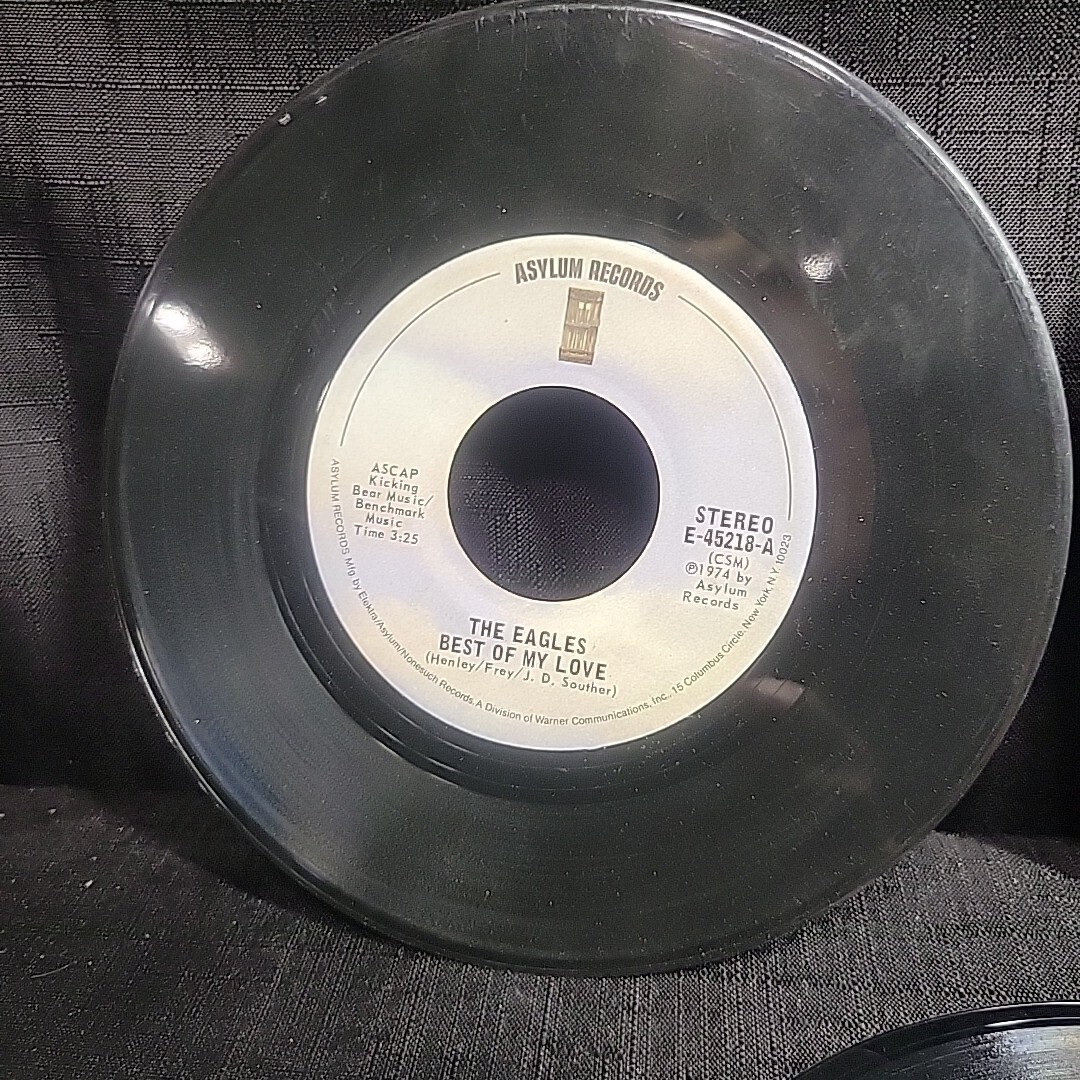 ASYLUM RECORDS
ASCAP
Kicking
Bear Music/
Benchmark
Music
Time 3:25
STEREO
E-45218-A
(CSM)
℗1974 by
Asylum
Records
THE EAGLES
BEST OF MY LOVE
(Henley/Frey/J. D. Souther)
ASYLUM RECORDS Mfg by Elektra/Asylum/Nonesuch Records. A Division of Warner Communications, Inc., 15 Columbus Circle, New York, N.Y. 10023